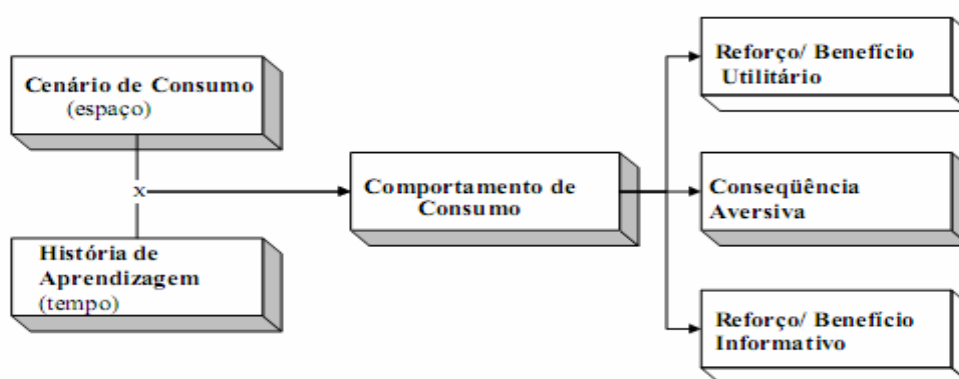 Cenário de Consumo
(espaço)
x
História de
Aprendizagem
(tempo)
Comportamento de
Consumo
Reforço/ Benefício
Utilitário
Conseqüência
Aversiva
Reforço/ Benefício
Informativo